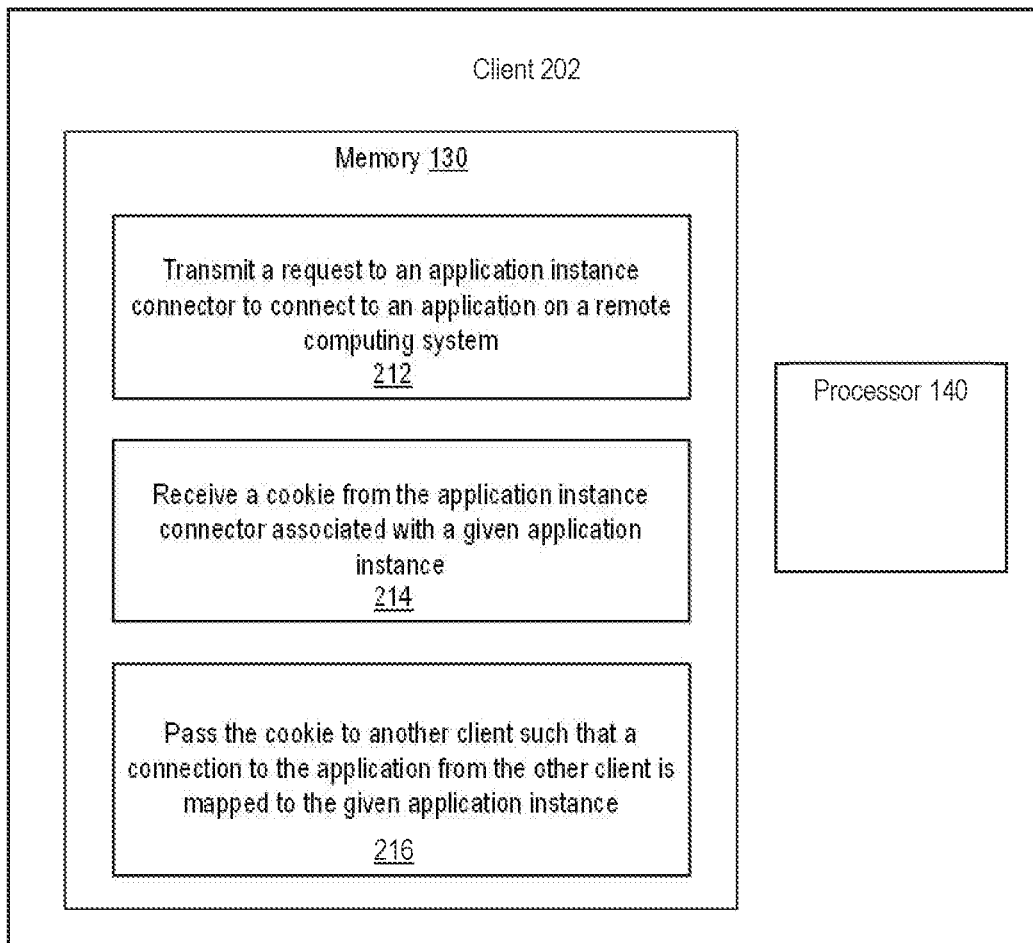 Client 202
Memory 130
Transmit a request to an application instance
connector to connect to an application on a remote
computing system
212
Processor 140
Receive a cookie from the application instance
connector associated with a given application
instance
214
Pass the cookie to another client such that a
connection to the application from the other client is
mapped to the given application instance
216